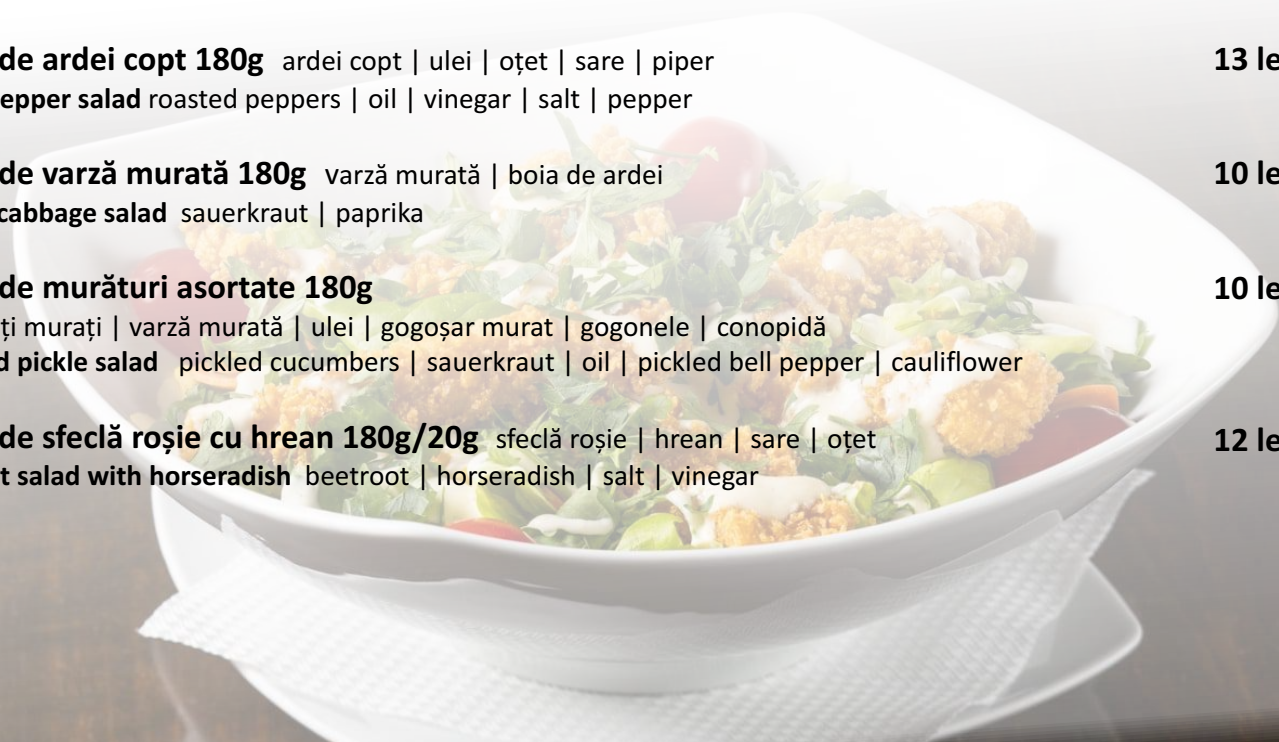 de ardei copt 180g ardei copt | ulei | oțet | sare | piper 13 le
epper salad roasted peppers | oil | vinegar | salt | pepper
de varză murată 180g varză murată | boia de ardei 10 le
cabbage salad sauerkraut | paprika
de murături asortate 180g 10 le
ți murați | varză murată | ulei | gogoșar murat | gogonele | conopidă
d pickle salad pickled cucumbers | sauerkraut | oil | pickled bell pepper | cauliflower
de sfeclă roșie cu hrean 180g/20g sfeclă roșie | hrean | sare | oțet 12 le
t salad with horseradish beetroot | horseradish | salt | vinegar